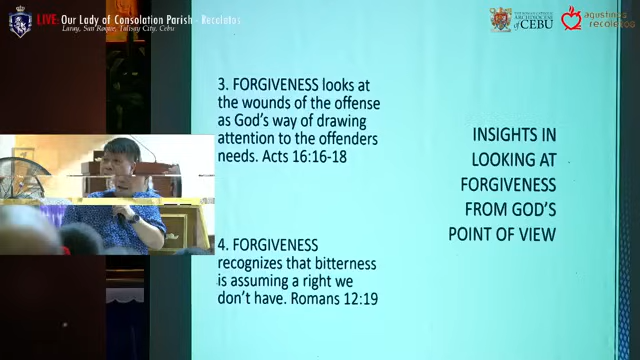 LIVE: Our Lady of Consolation Parish - Recoletos
Laray, San Roque, Talisay City, Cebu
ARCHDIOCESE
of CEBU
agustinos
recoletos
3. FORGIVENESS looks at
the wounds of the offense
as God's way of drawing
attention to the offenders
needs. Acts 16:16-18
4. FORGIVENESS
recognizes that bitterness
is assuming a right we
don't have. Romans 12:19
INSIGHTS IN
LOOKING AT
FORGIVENESS
FROM GOD'S
POINT OF VIEW